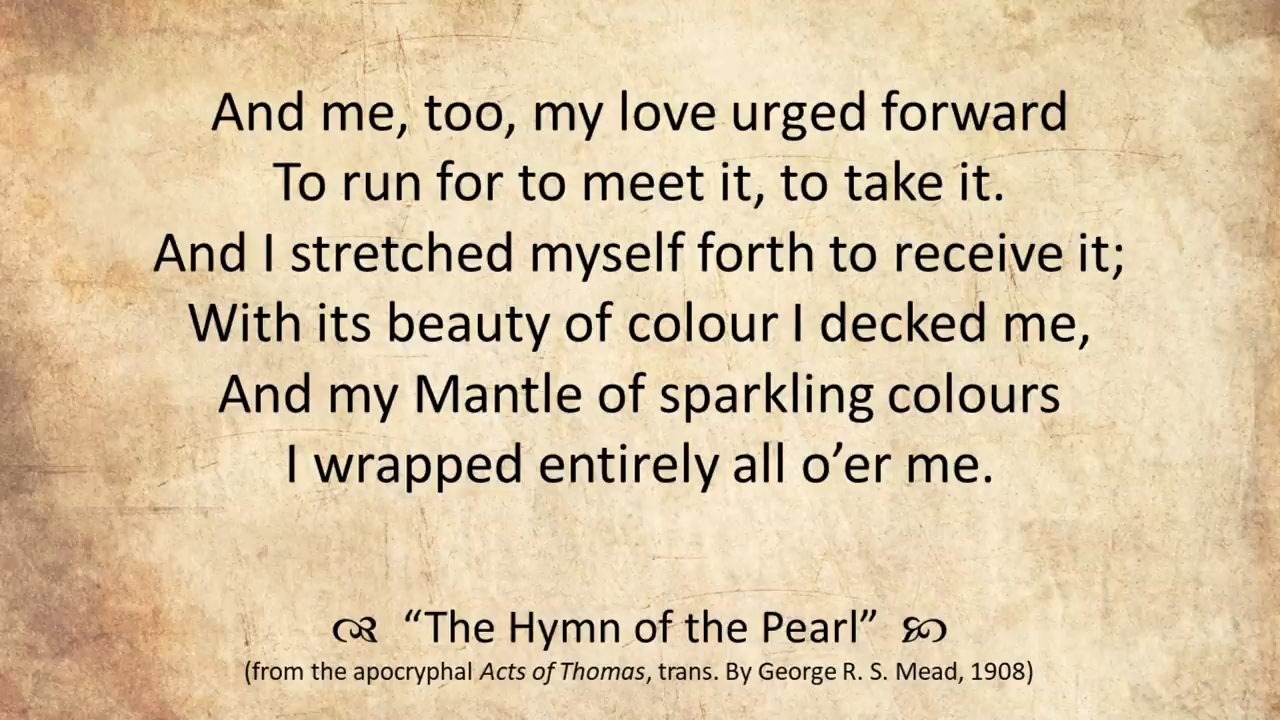 And me, too, my love urged forward
To run for to meet it, to take it.
And I stretched myself forth to receive it;
With its beauty of colour I decked me,
And my Mantle of sparkling colours
I wrapped entirely all o’er me.
“The Hymn of the Pearl”
(from the apocryphal Acts of Thomas, trans. By George R. S. Mead, 1908)